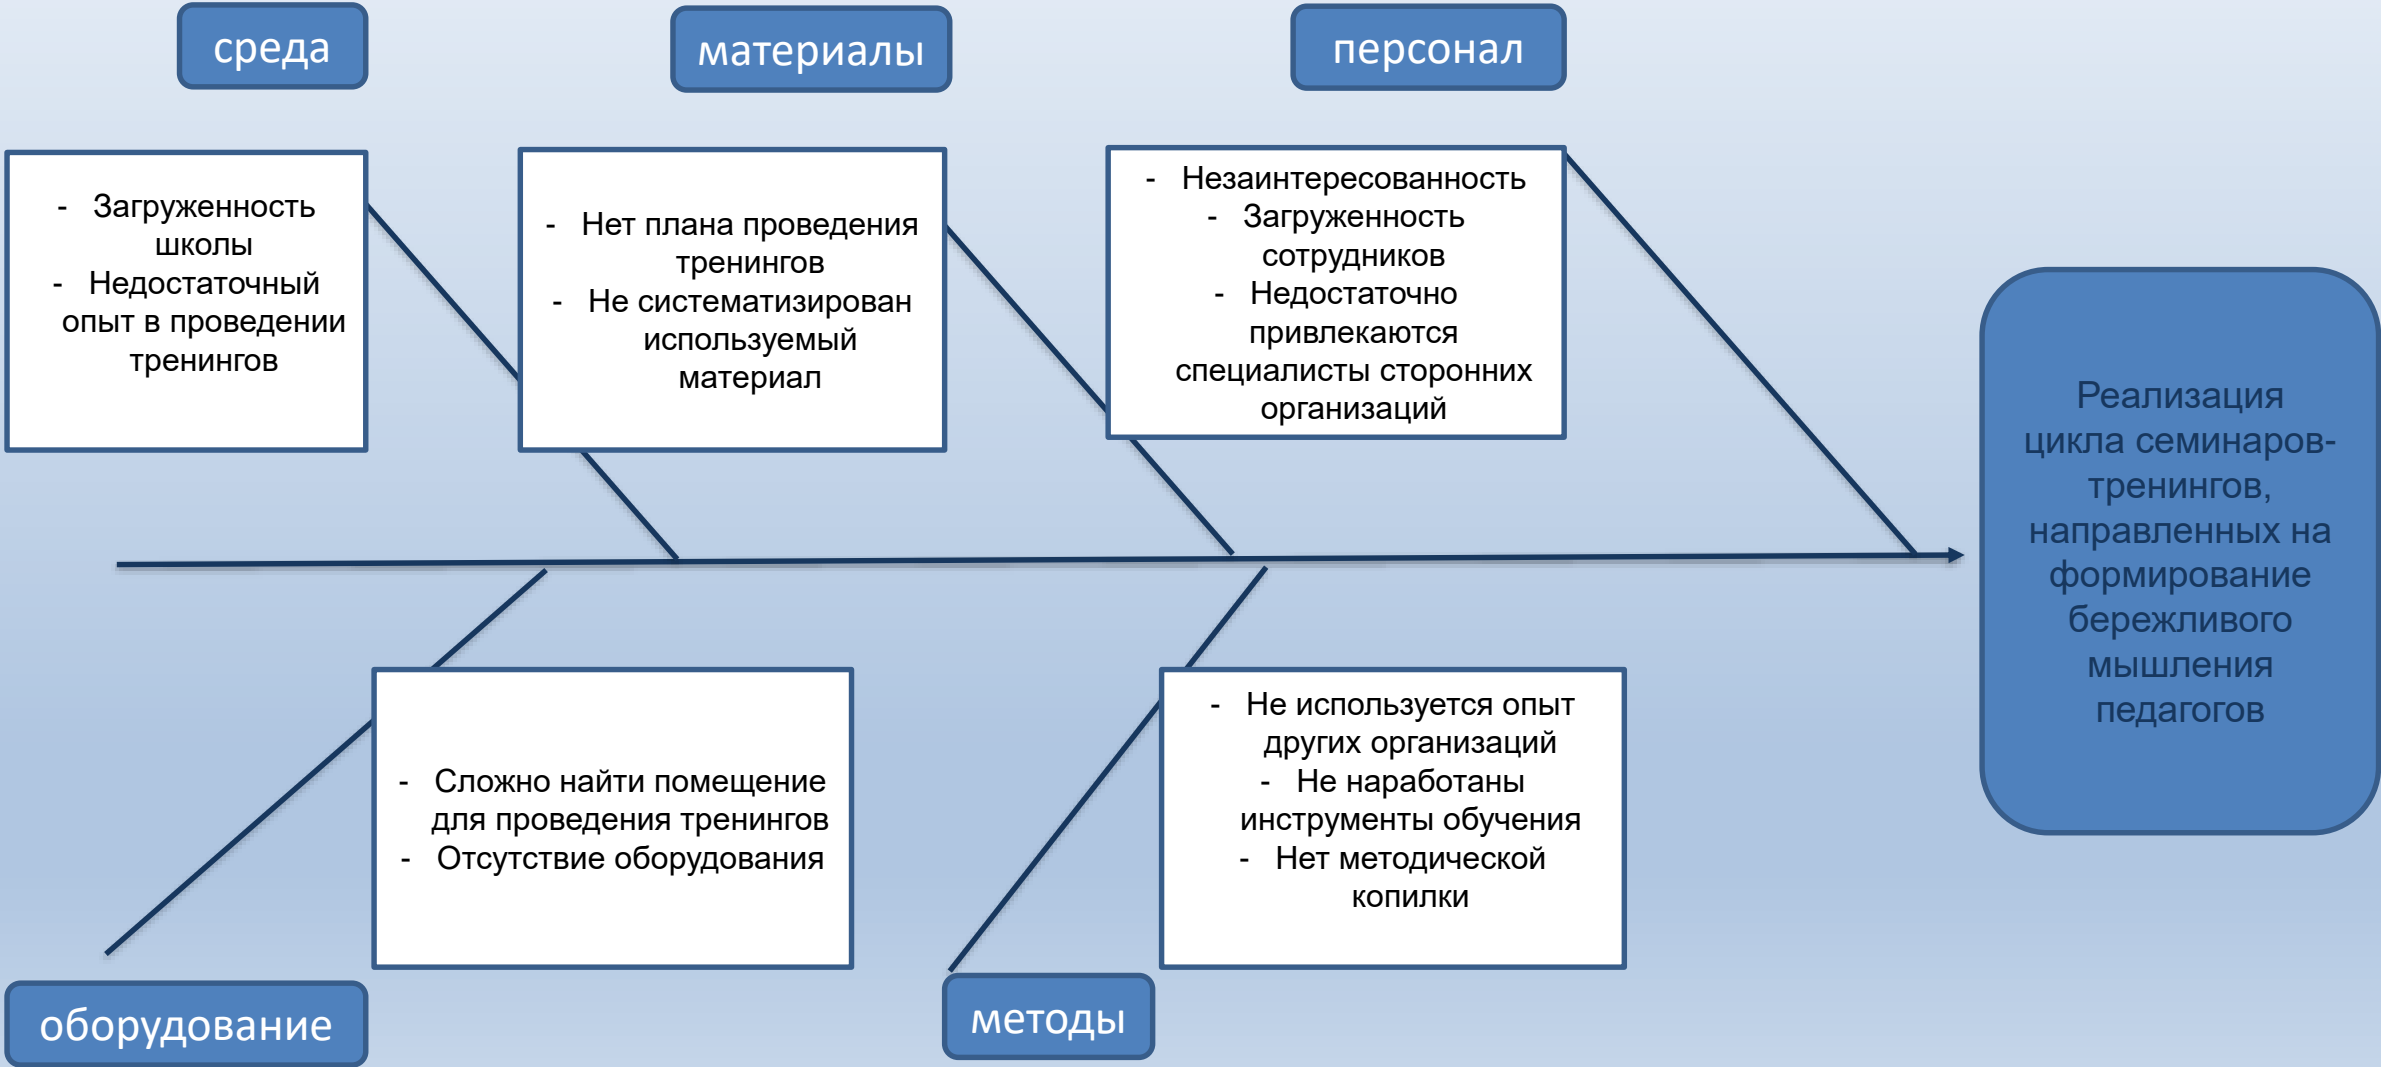 среда
материалы
персонал
- Загруженность
школы
- Недостаточный
опыт в проведении
тренингов
- Нет плана проведения
тренингов
- Не систематизирован
используемый
материал
- Незаинтересованность
- Загруженность
сотрудников
- Недостаточно
привлекаются
специалисты сторонних
организаций
Реализация
цикла семинаров-
тренингов,
направленных на
формирование
бережливого
мышления
педагогов
- Сложно найти помещение
для проведения тренингов
- Отсутствие оборудования
- Не используется опыт
других организаций
- Не наработаны
инструменты обучения
- Нет методической
копилки
оборудование
методы